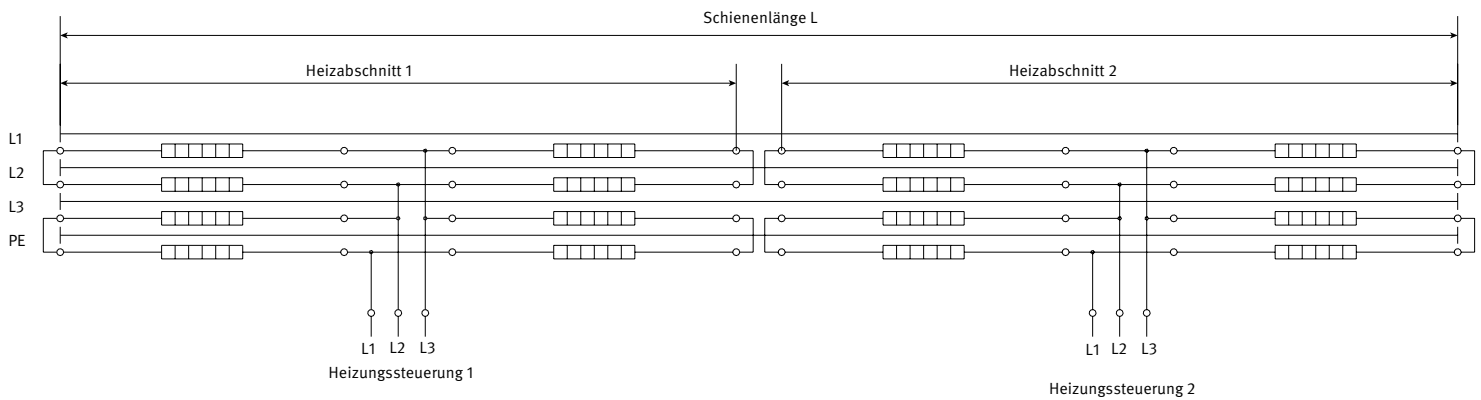 Schienenlänge L
Heizabschnitt 1 Heizabschnitt 2
L1
L2
L3
PE
L1 L2 L3 L1 L2 L3
Heizungssteuerung 1
Heizungssteuerung 2